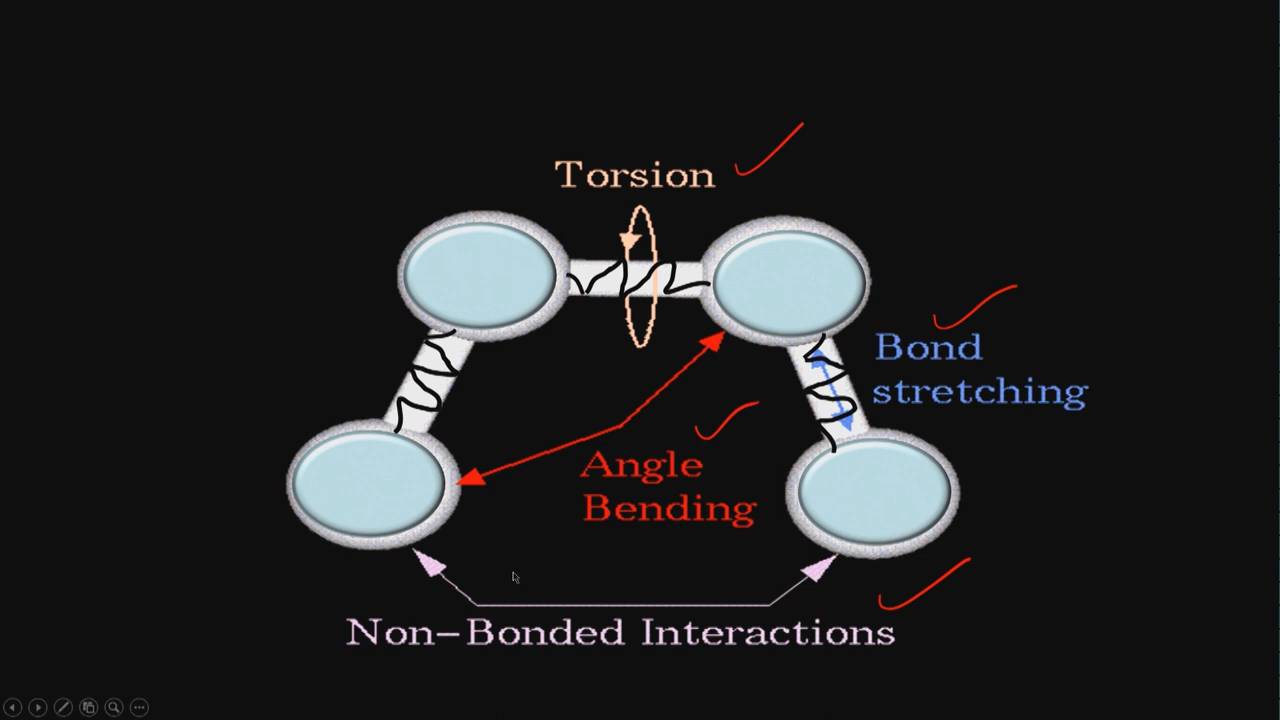 Torsion
Bond
stretching
Angle
Bending
Non-Bonded Interactions